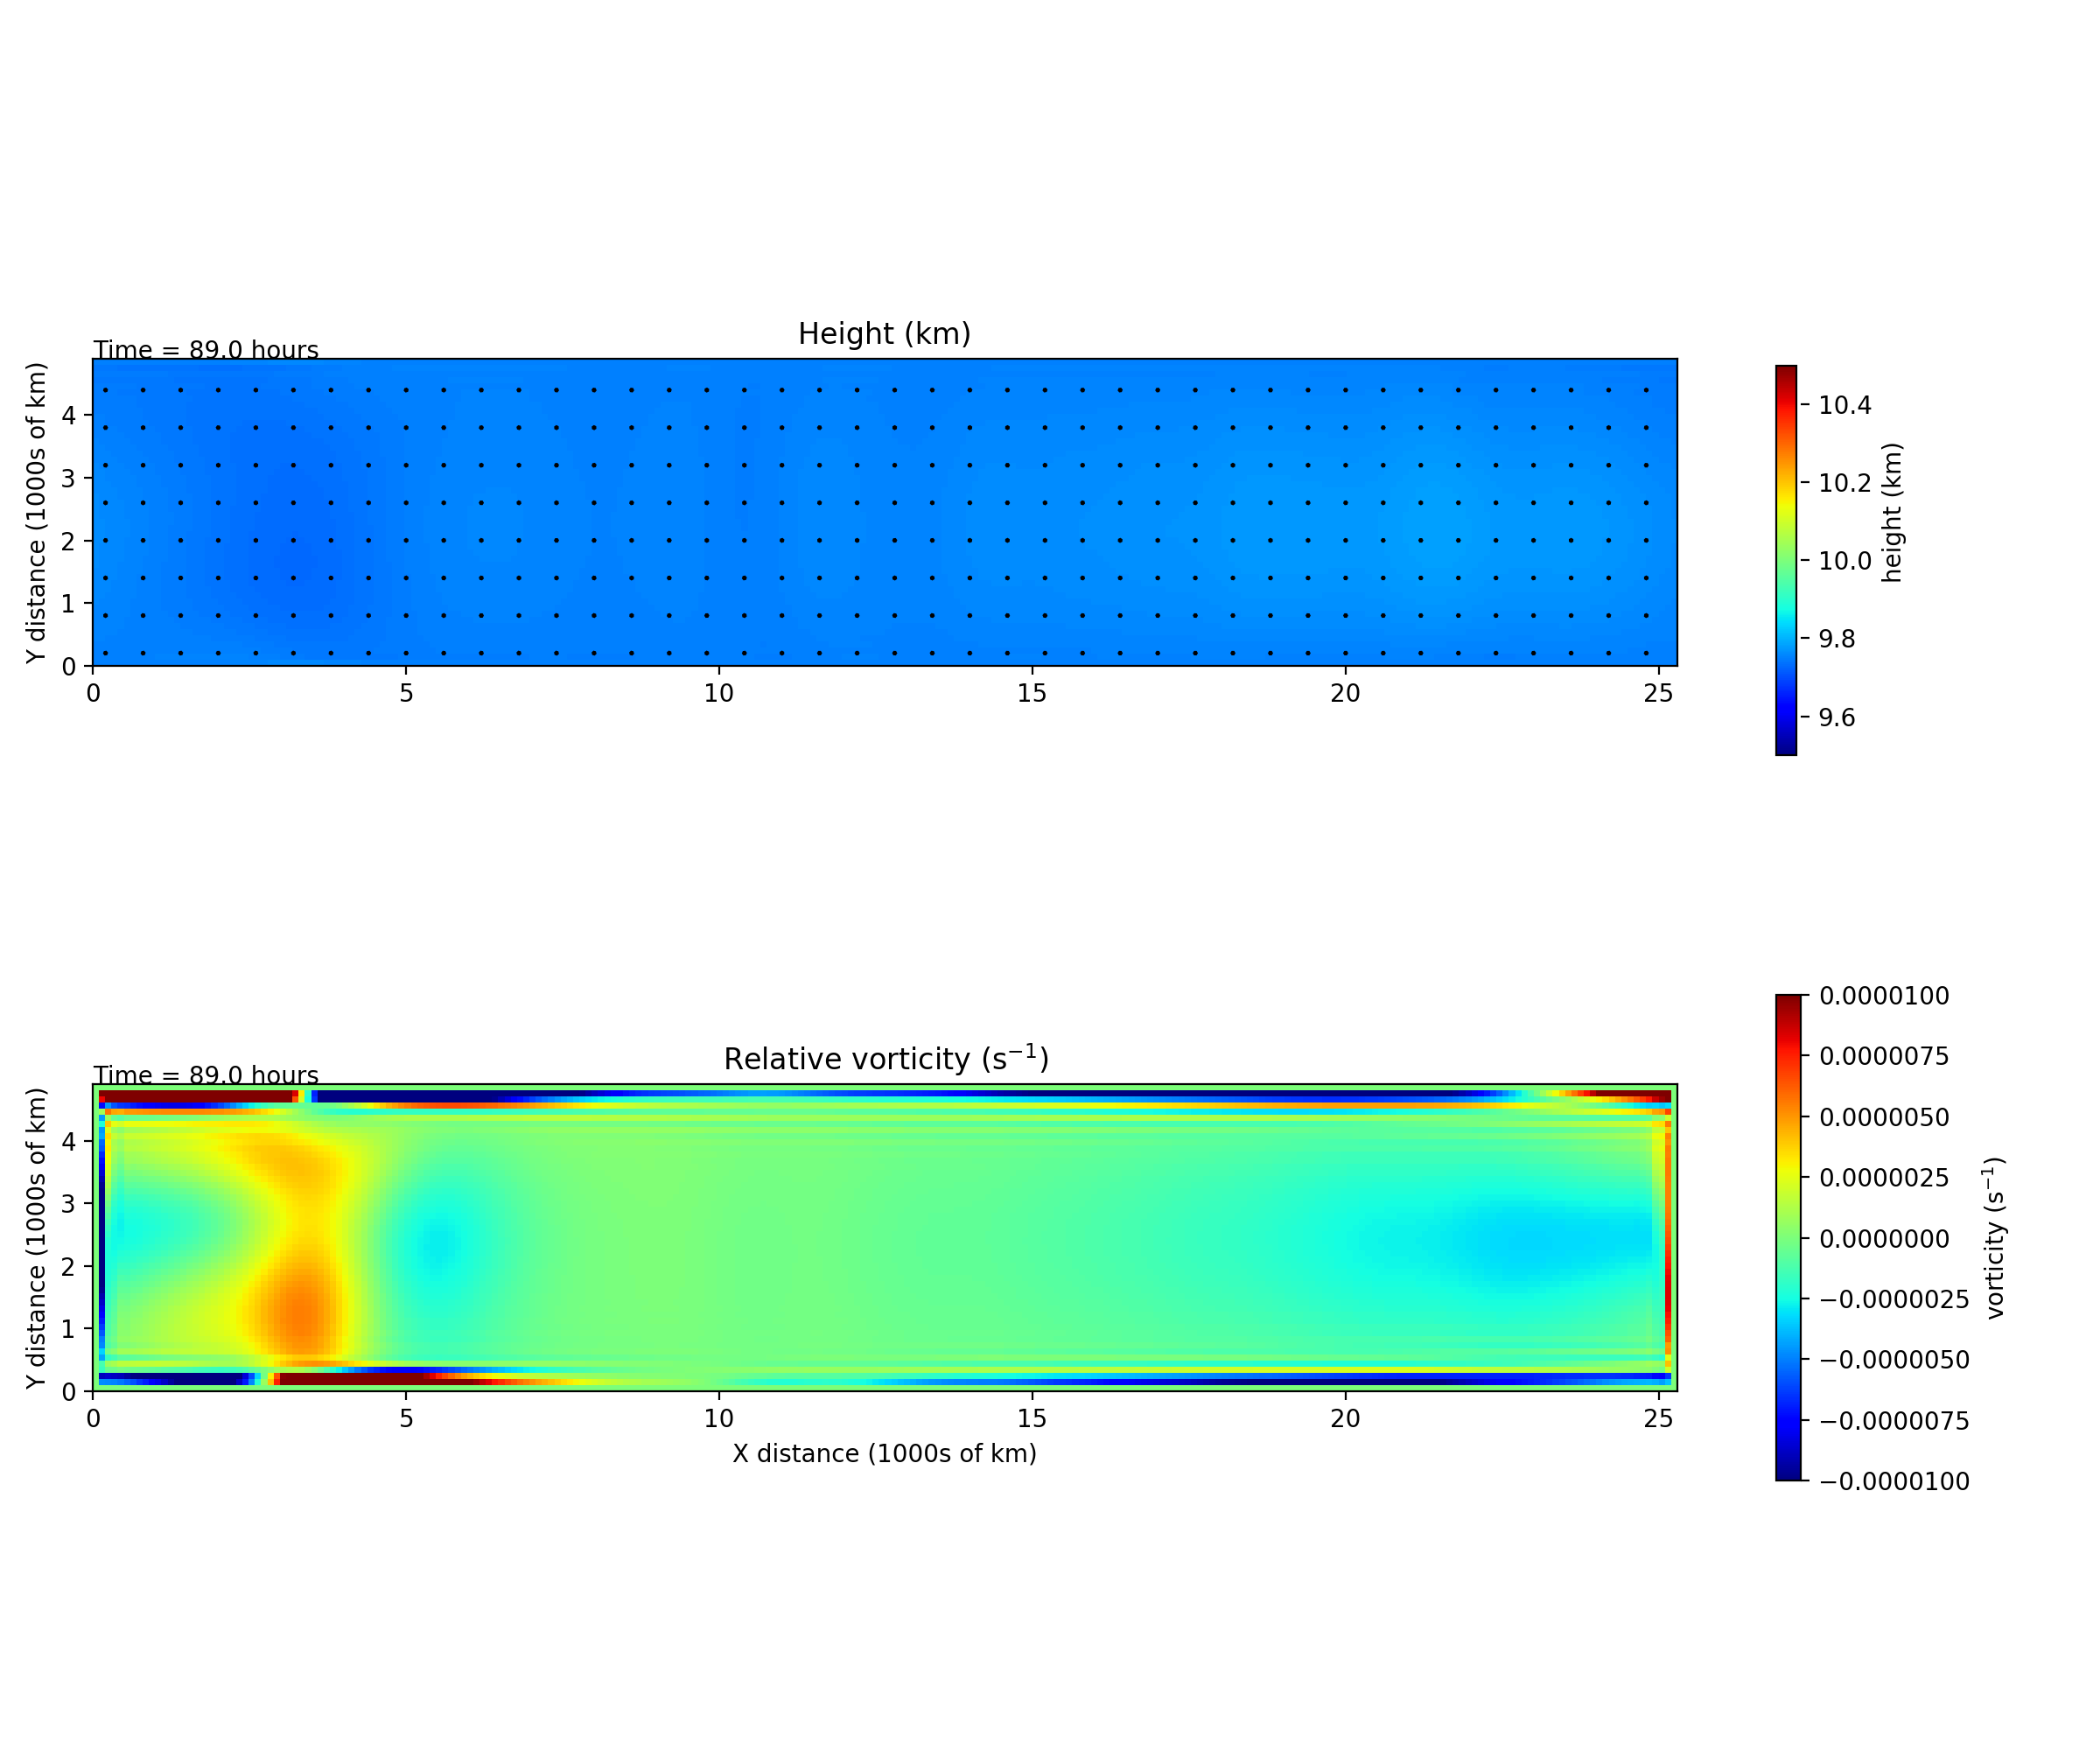 Height (km)
Time = 89.0 hours
Y distance (1000s of km)
4
3
2
1
0
0 5 10 15 20 25
10.4
10.2
10.0
9.8
9.6
height (km)
Relative vorticity (s⁻¹)
Time = 89.0 hours
Y distance (1000s of km)
4
3
2
1
0
0 5 10 15 20 25
X distance (1000s of km)
0.0000100
0.0000075
0.0000050
0.0000025
0.0000000
−0.0000025
−0.0000050
−0.0000075
−0.0000100
vorticity (s⁻¹)